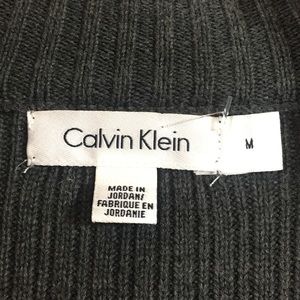 Calvin Klein
M
MADE IN
JORDAN/
FABRIQUE EN
JORDANIE